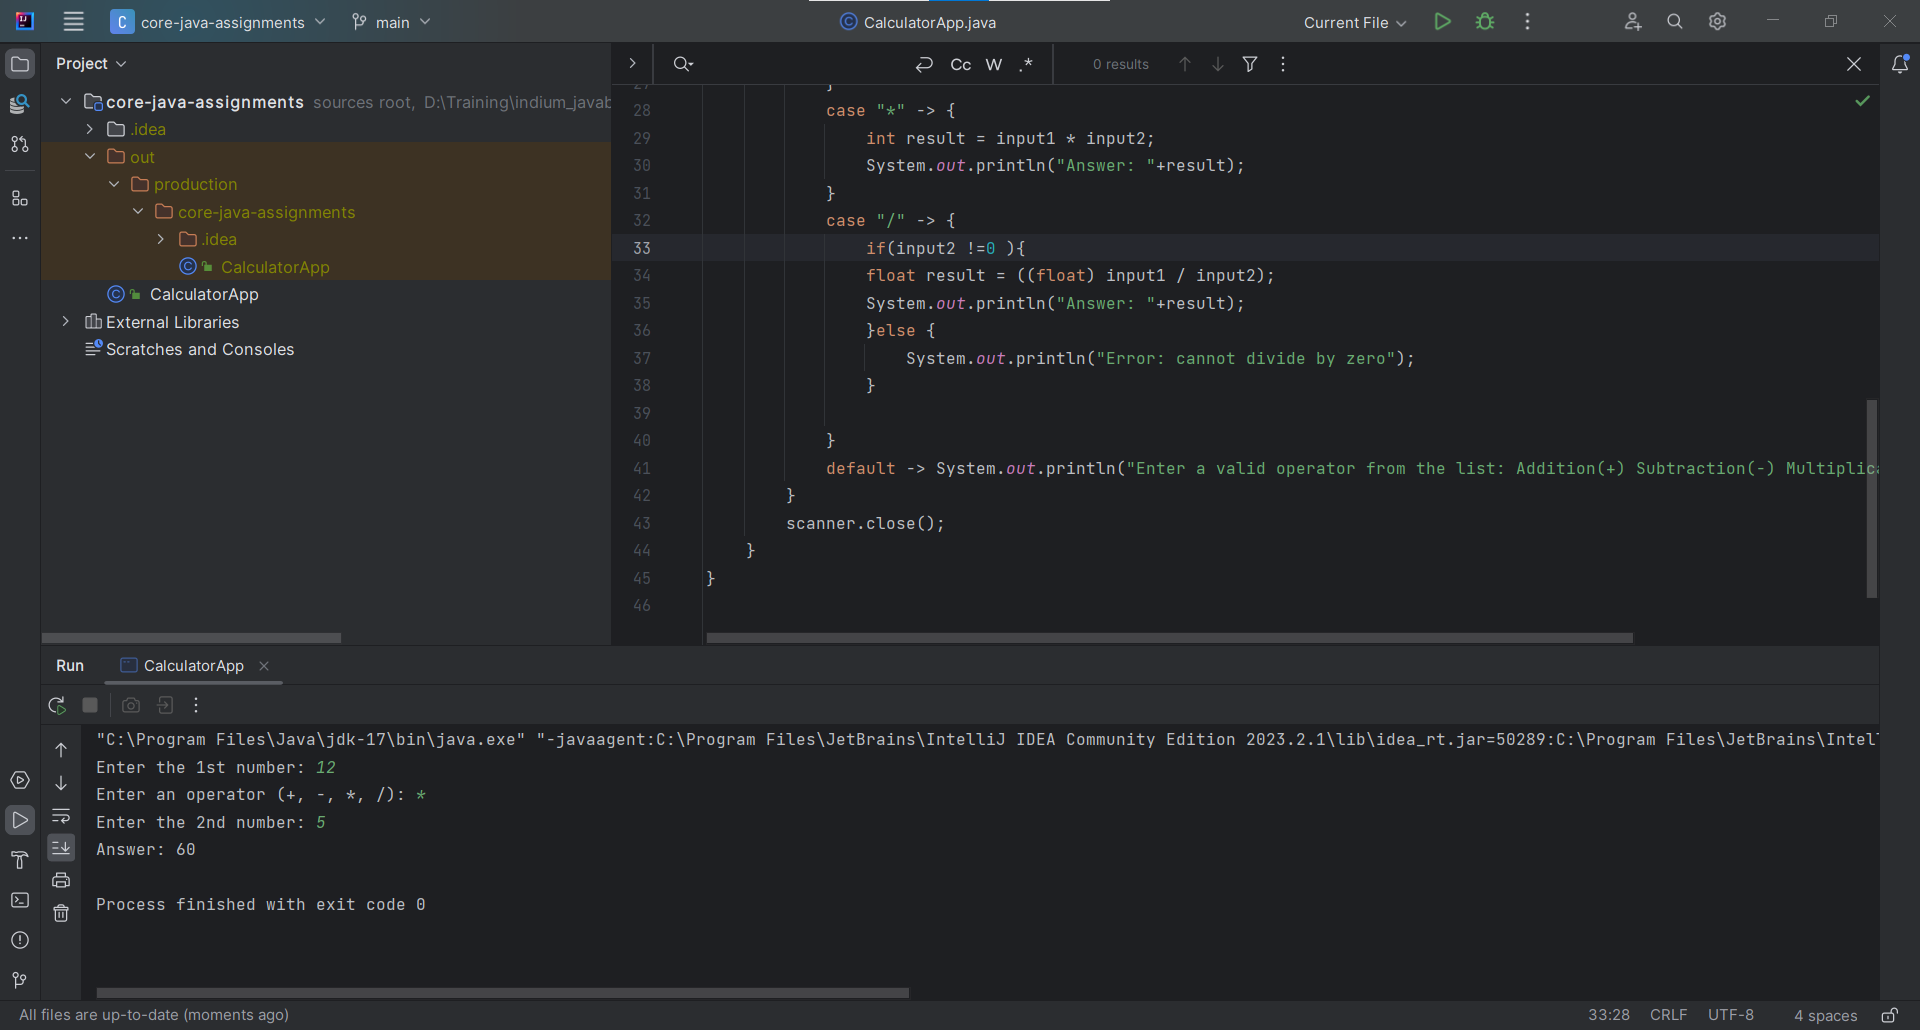 C core-java-assignments main
CalculatorApp.java
Current File
Project
Cc W .*
0 results
core-java-assignments sources root, D:\Training\indium_javab
.idea
out
production
core-java-assignments
.idea
CalculatorApp
CalculatorApp
External Libraries
Scratches and Consoles
27 }
28 case "*" -> {
29 int result = input1 * input2;
30 System.out.println("Answer: "+result);
31 }
32 case "/" -> {
33 if(input2 !=0 ){
34 float result = ((float) input1 / input2);
35 System.out.println("Answer: "+result);
36 }else {
37 System.out.println("Error: cannot divide by zero");
38 }
39
40 }
41 default -> System.out.println("Enter a valid operator from the list: Addition(+) Subtraction(-) Multiplica
42 }
43 scanner.close();
44 }
45 }
46
Run CalculatorApp
"C:\Program Files\Java\jdk-17\bin\java.exe" "-javaagent:C:\Program Files\JetBrains\IntelliJ IDEA Community Edition 2023.2.1\lib\idea_rt.jar=50289:C:\Program Files\JetBrains\Intel
Enter the 1st number: 12
Enter an operator (+, -, *, /): *
Enter the 2nd number: 5
Answer: 60
Process finished with exit code 0
All files are up-to-date (moments ago)
33:28 CRLF UTF-8 4 spaces